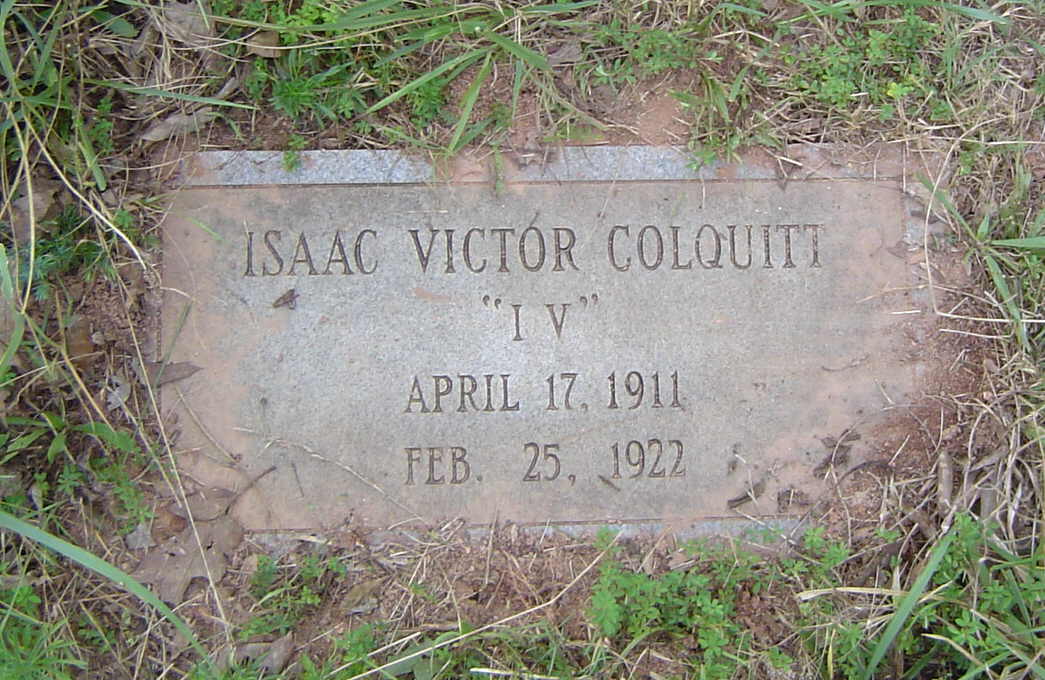 ISAAC VICTOR COLQUITT
“I V”
APRIL 17, 1911
FEB. 25, 1922